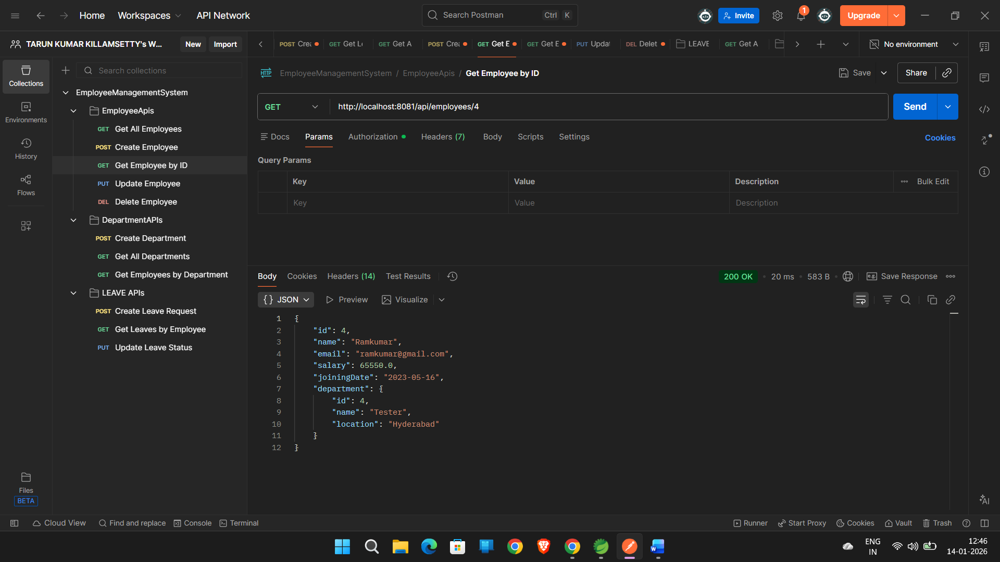 Home Workspaces API Network Search Postman Ctrl K Invite 1 Upgrade
TARUN KUMAR KILLAMSETTY's W... New Import
POST Crea GET Get L GET Get A POST Crea GET Get E GET Get E PUT Updat DEL Delet LEAVE GET Get A No environment
Collections
Environments
History
Flows
Files
BETA
Search collections
EmployeeManagementSystem
EmployeeApis
GET Get All Employees
POST Create Employee
GET Get Employee by ID
PUT Update Employee
DEL Delete Employee
DepartmentAPIs
POST Create Department
GET Get All Departments
GET Get Employees by Department
LEAVE APIs
POST Create Leave Request
GET Get Leaves by Employee
PUT Update Leave Status
HTTP EmployeeManagementSystem / EmployeeApis / Get Employee by ID Save Share
GET http://localhost:8081/api/employees/4 Send
Docs Params Authorization Headers (7) Body Scripts Settings Cookies
Query Params
Key Value Description Bulk Edit
Key Value Description
Body Cookies Headers (14) Test Results 200 OK • 20 ms • 583 B e.g. Save Response
{} JSON Preview Visualize
1 {
2 "id": 4,
3 "name": "Ramkumar",
4 "email": "ramkumar@gmail.com",
5 "salary": 65550.0,
6 "joiningDate": "2023-05-16",
7 "department": {
8 "id": 4,
9 "name": "Tester",
10 "location": "Hyderabad"
11 }
12 }
AI
Cloud View Find and replace Console Terminal Runner Start Proxy Cookies Vault Trash
W
ENG
IN
12:46
14-01-2026